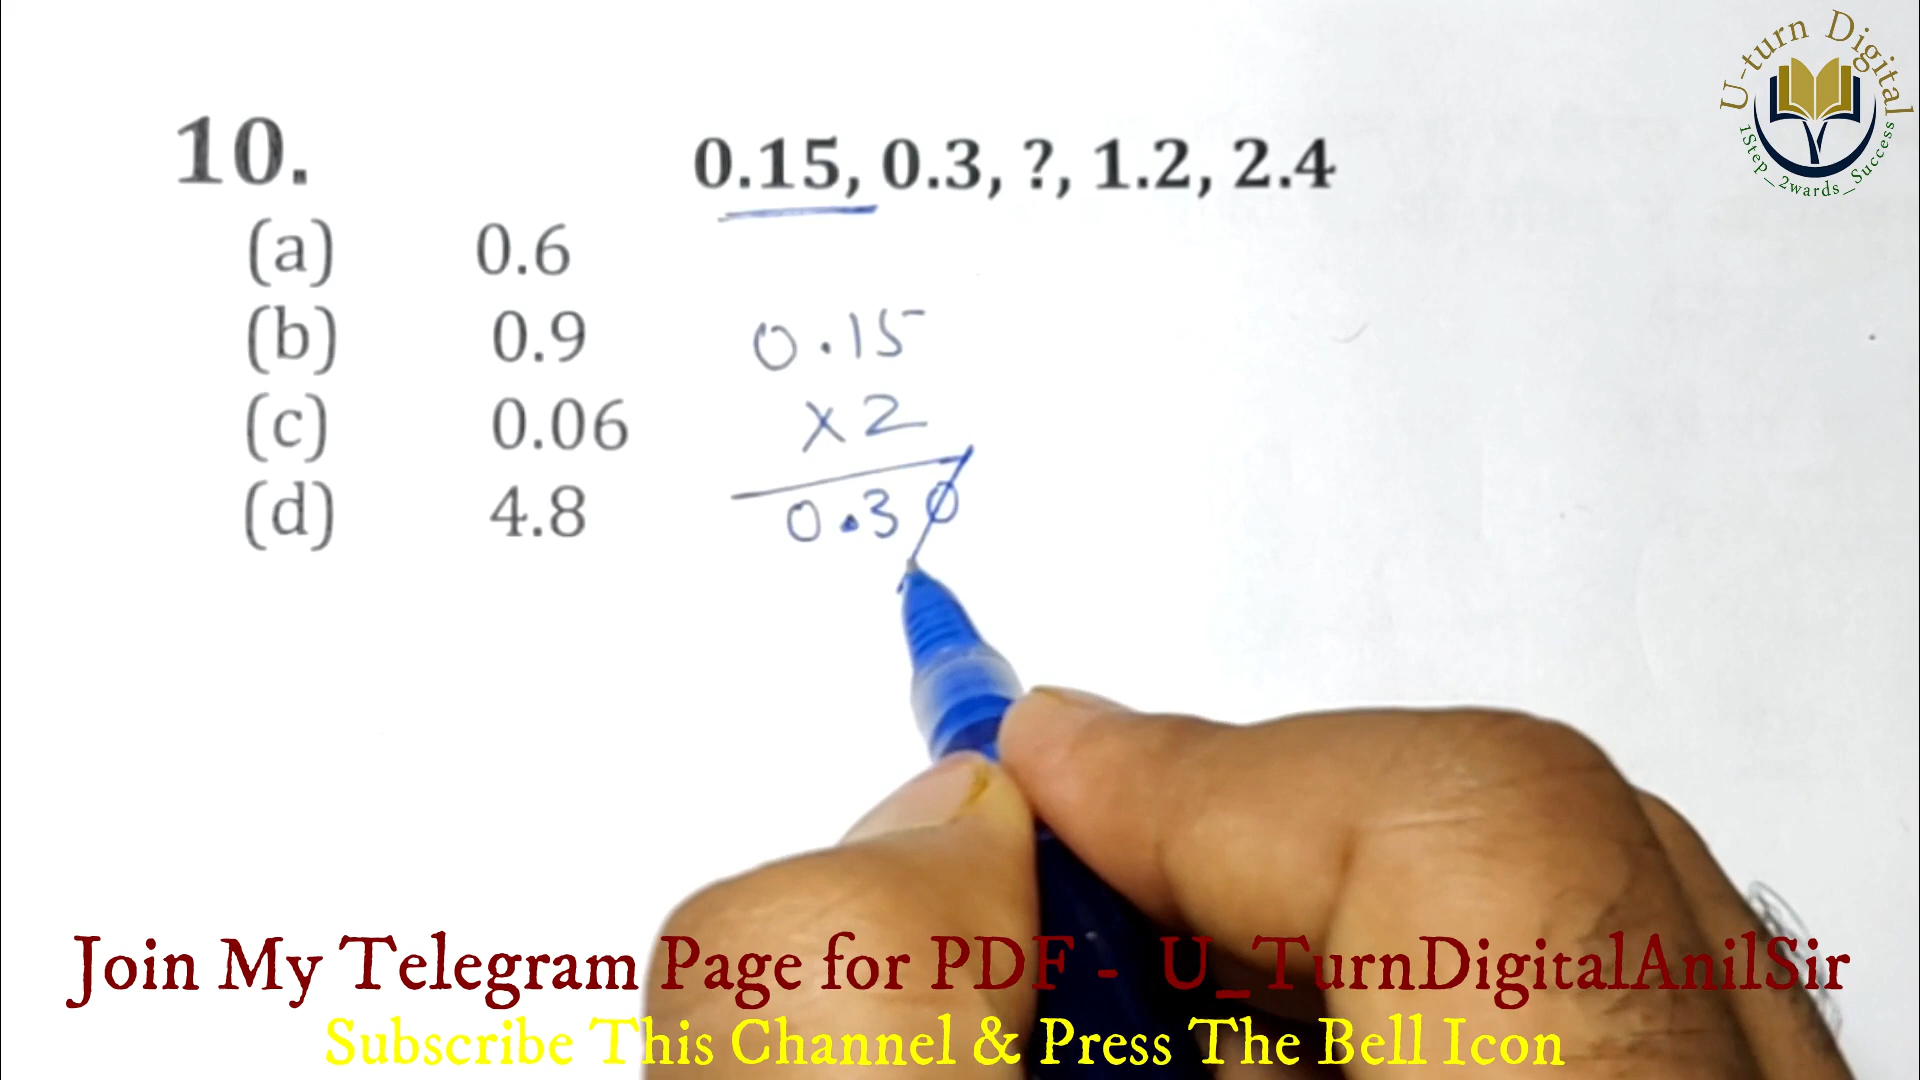 U-turn Digital
1Step_2wards_Success
10. 0.15, 0.3, ?, 1.2, 2.4
(a) 0.6
(b) 0.9
(c) 0.06
(d) 4.8
0.15
x2
0.30
Join My Telegram Page for PDF - U_TurnDigitalAnilSir
Subscribe This Channel & Press The Bell Icon